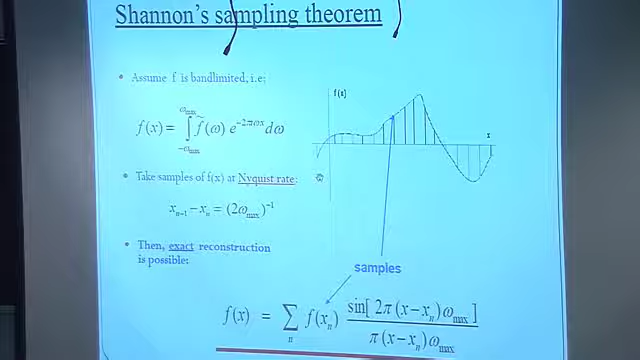 Shannon's sampling theorem
• Assume f is bandlimited, i.e:
f(x) = ∫_{-ω_max}^{ω_max} f̃(ω) e^{-2πωx} dω
f(x)
x
• Take samples of f(x) at Nyquist rate:
x_{n-1} - x_n = (2ω_max)^{-1}
• Then, exact reconstruction
is possible:
samples
f(x) = Σ_n f(x_n) sin[ 2π(x-x_n)ω_max ] / π(x-x_n)ω_max